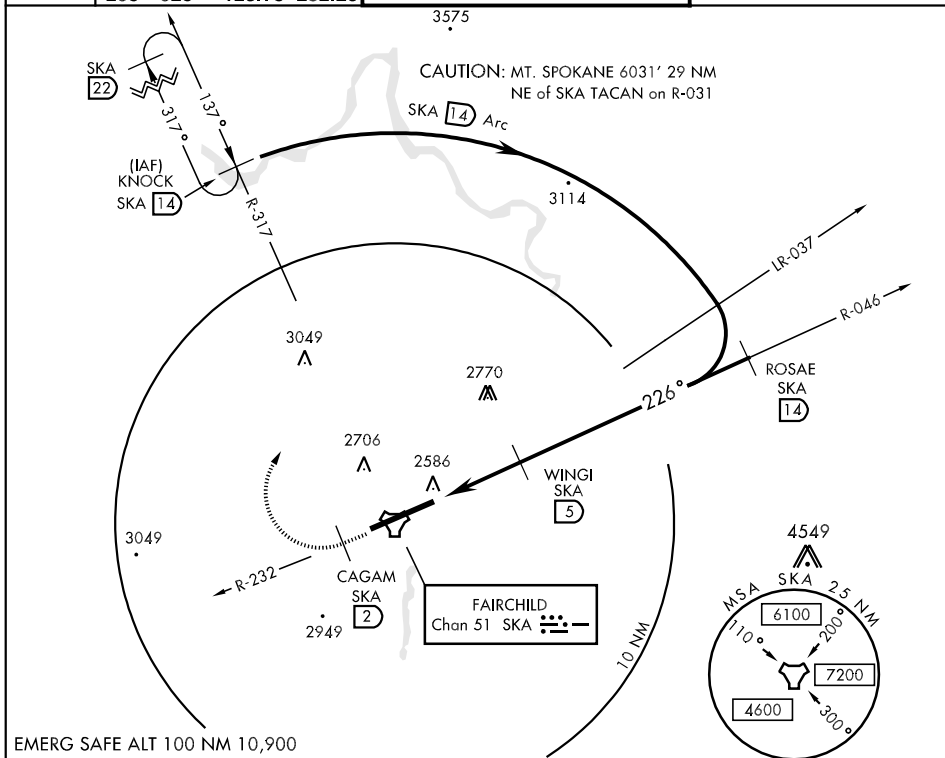 3575
CAUTION: MT. SPOKANE 6031' 29 NM
NE of SKA TACAN on R-031
SKA
22
SKA 14 Arc
137°
317°
(IAF)
KNOCK
SKA 14
R-317
3114
LR-037
R-046
3049
2770
ROSAE
SKA
14
226°
2706
2586
WINGI
SKA
5
3049
R-232
CAGAM
SKA
2
2949
FAIRCHILD
Chan 51 SKA
10 NM
4549
MSA SKA 25 NM
6100
110°
200°
7200
4600
300°
EMERG SAFE ALT 100 NM 10,900